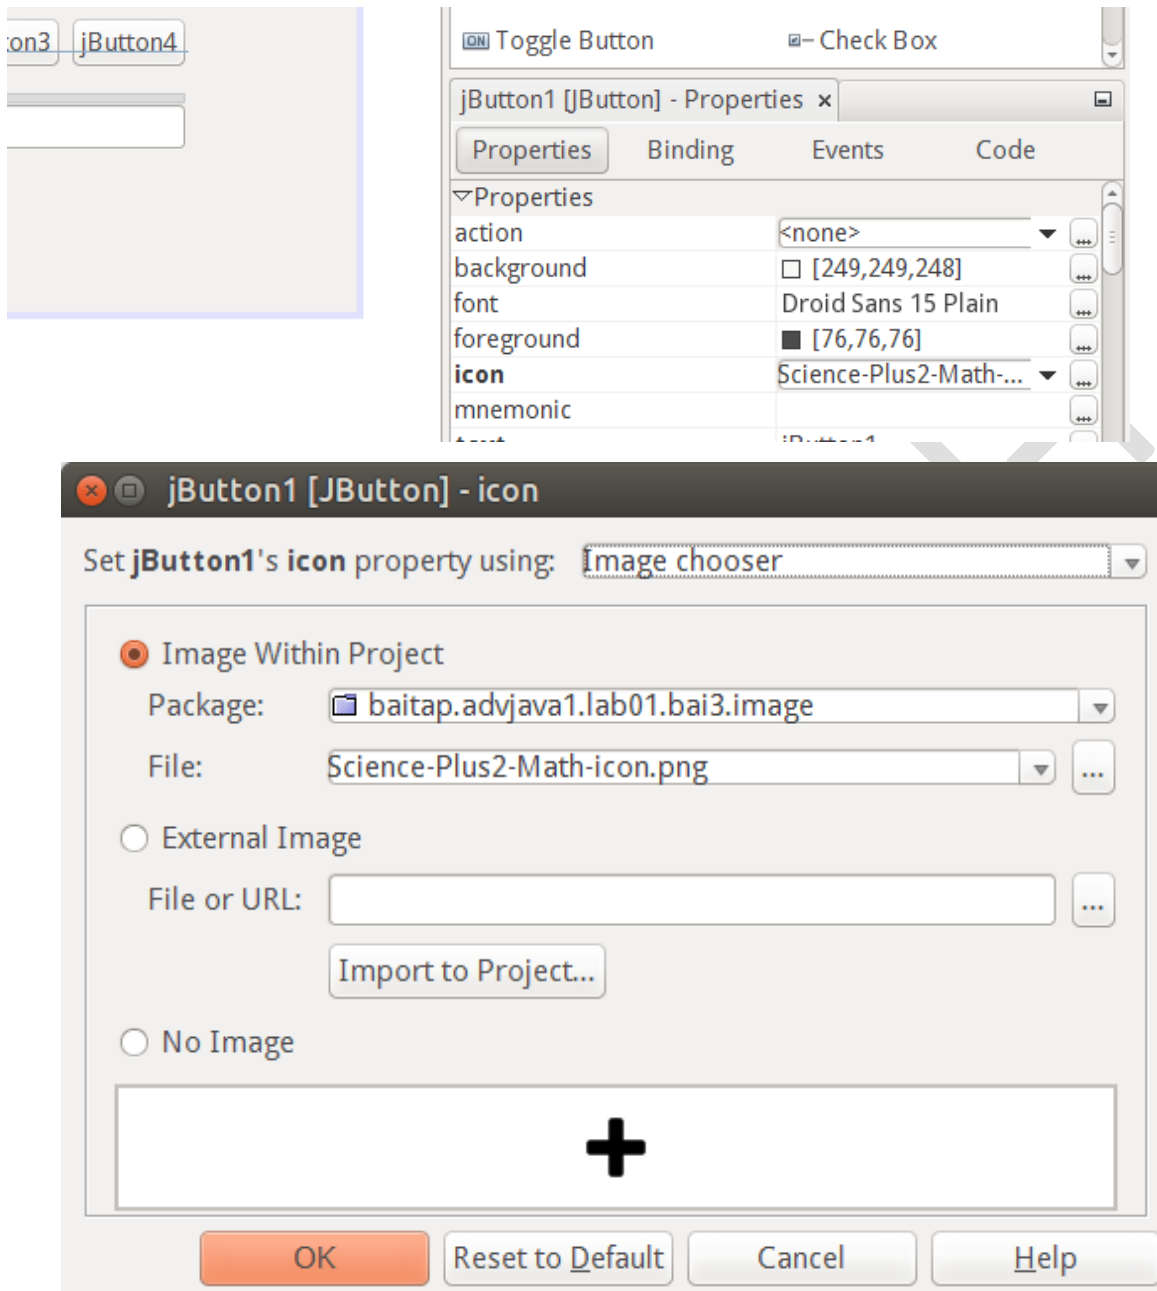 on3 jButton4
ON Toggle Button Check Box
jButton1 [JButton] - Properties ×
Properties Binding Events Code
Properties
action <none> ...
background [249,249,248] ...
font Droid Sans 15 Plain ...
foreground [76,76,76] ...
icon Science-Plus2-Math-... ...
mnemonic ...
text jButton1
jButton1 [JButton] - icon
Set jButton1's icon property using: Image chooser
Image Within Project
Package: baitap.advjava1.lab01.bai3.image
File: Science-Plus2-Math-icon.png ...
External Image
File or URL: ...
Import to Project...
No Image
OK Reset to Default Cancel Help